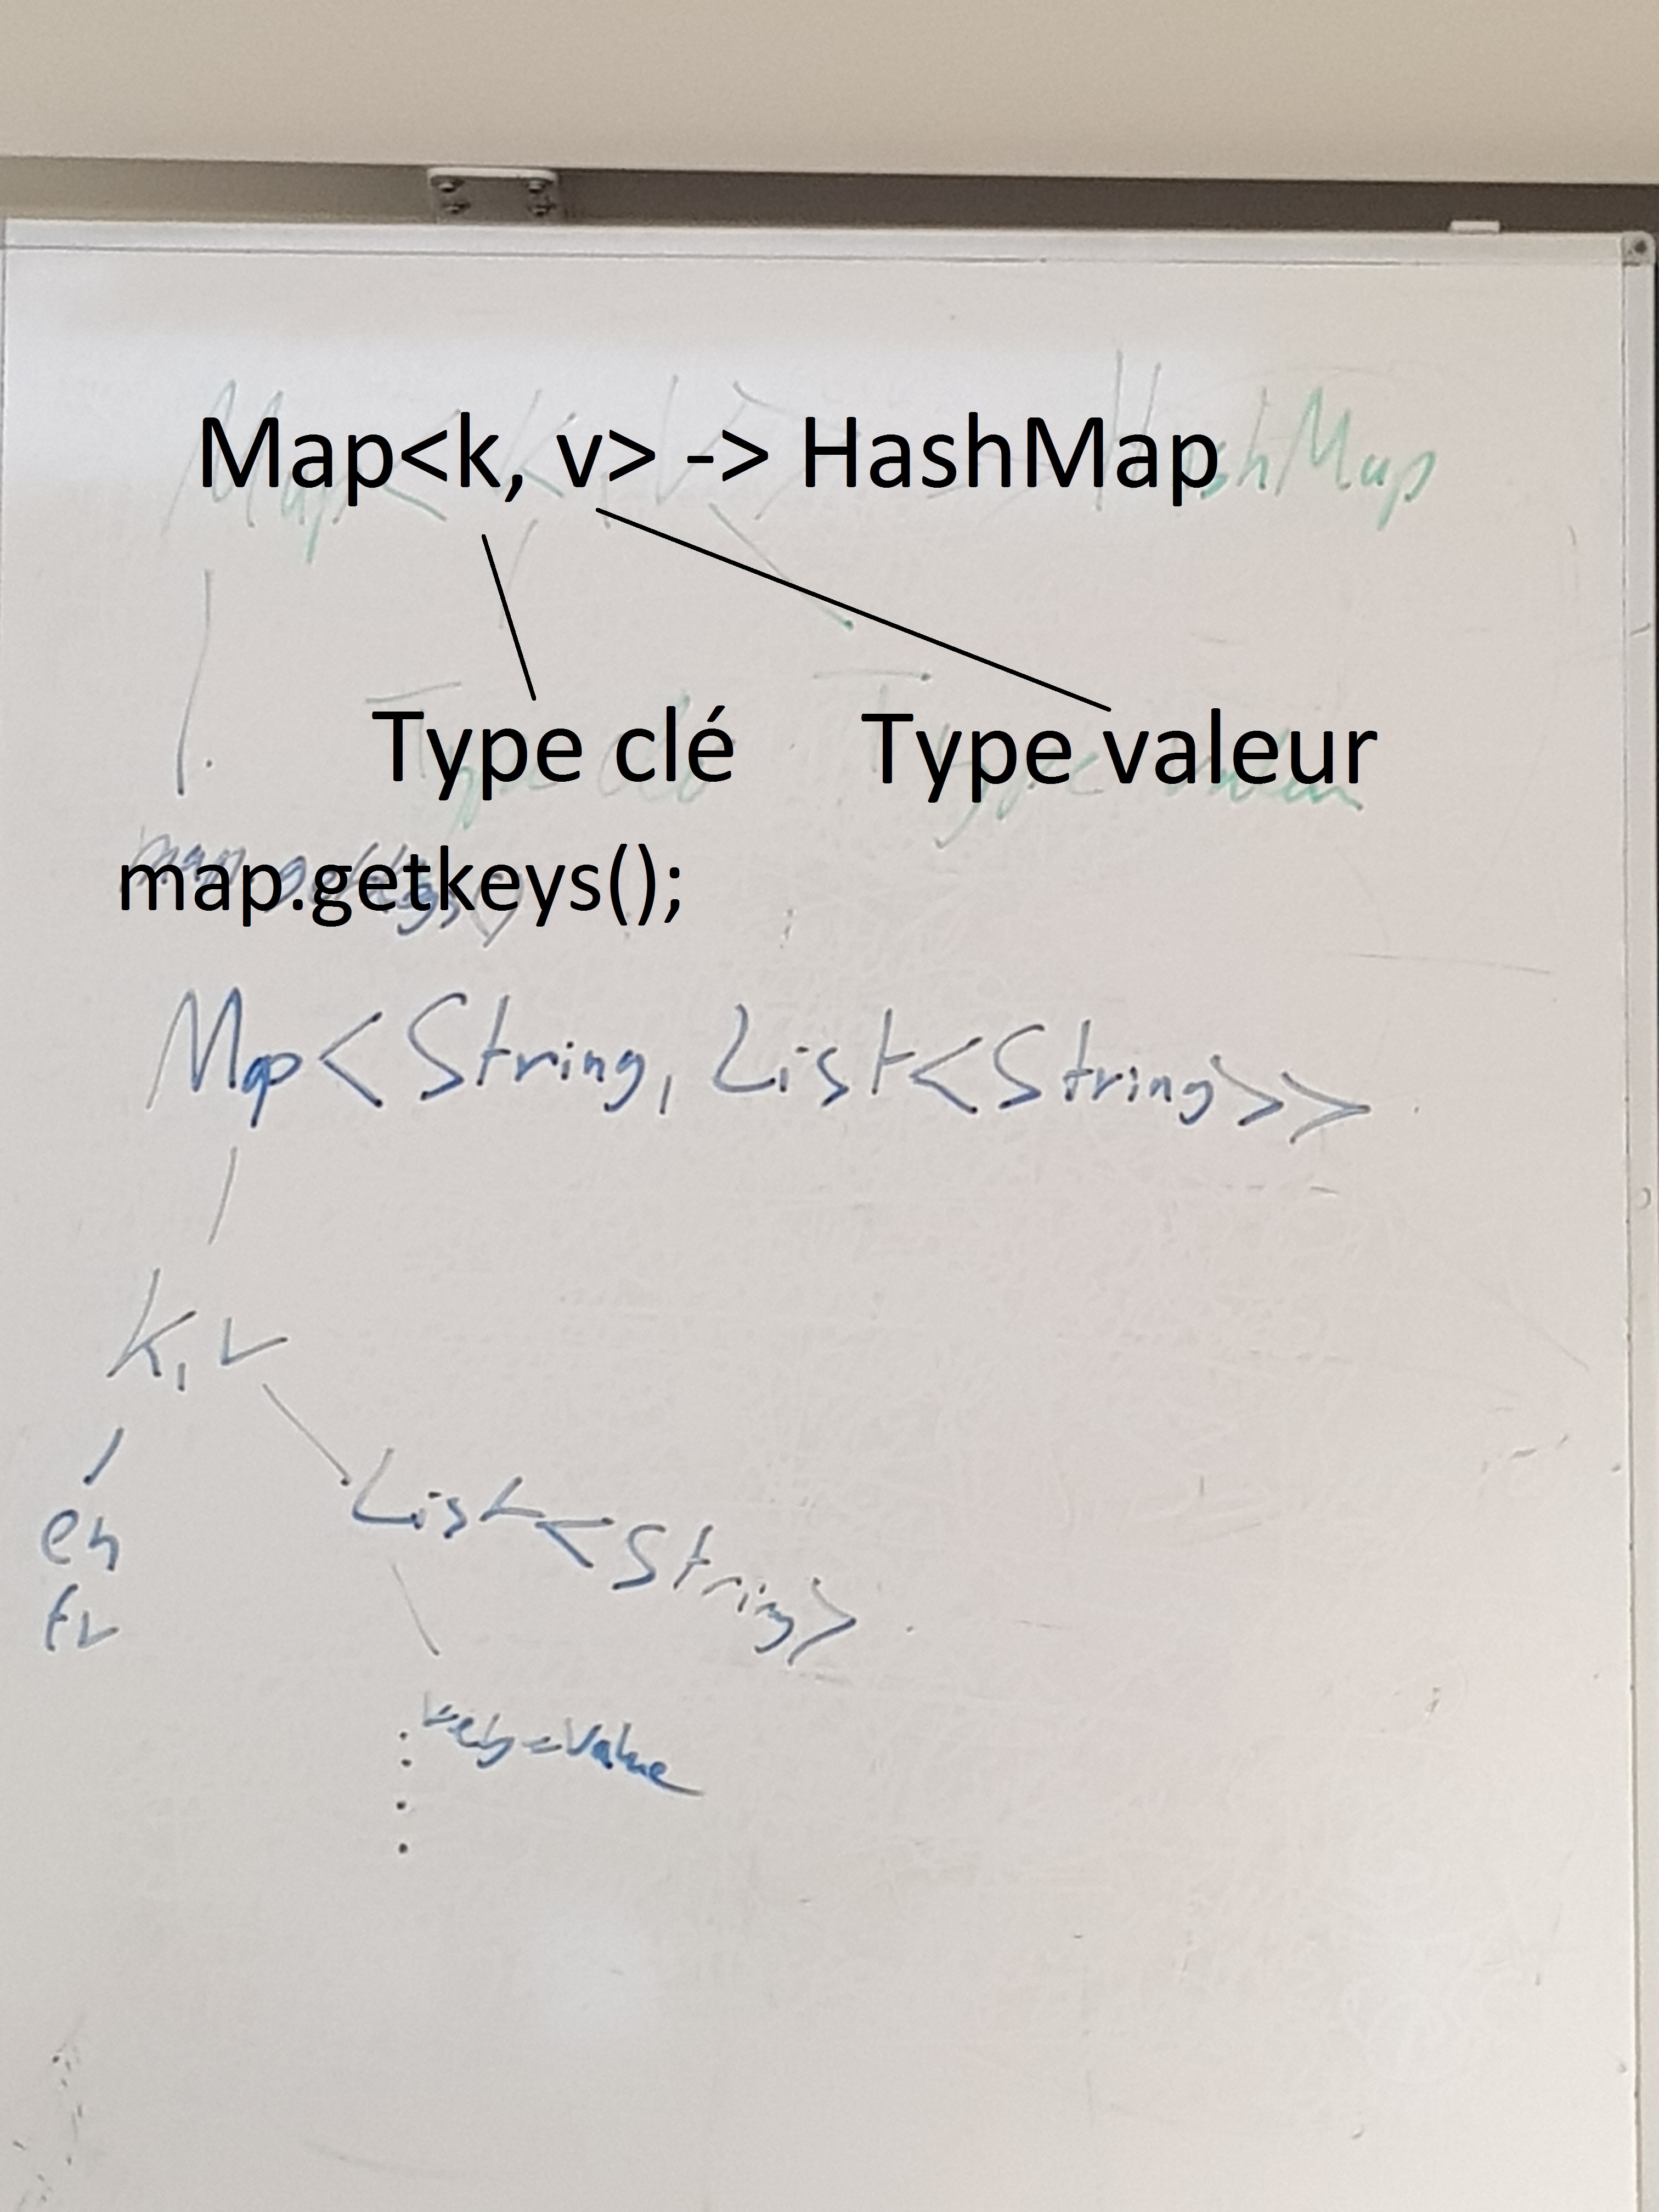 Map<k, v> -> HashMap
Type clé Type valeur
map.getkeys();
Map<String, List<String>>
k, v
en
fr
List<String>
key=value